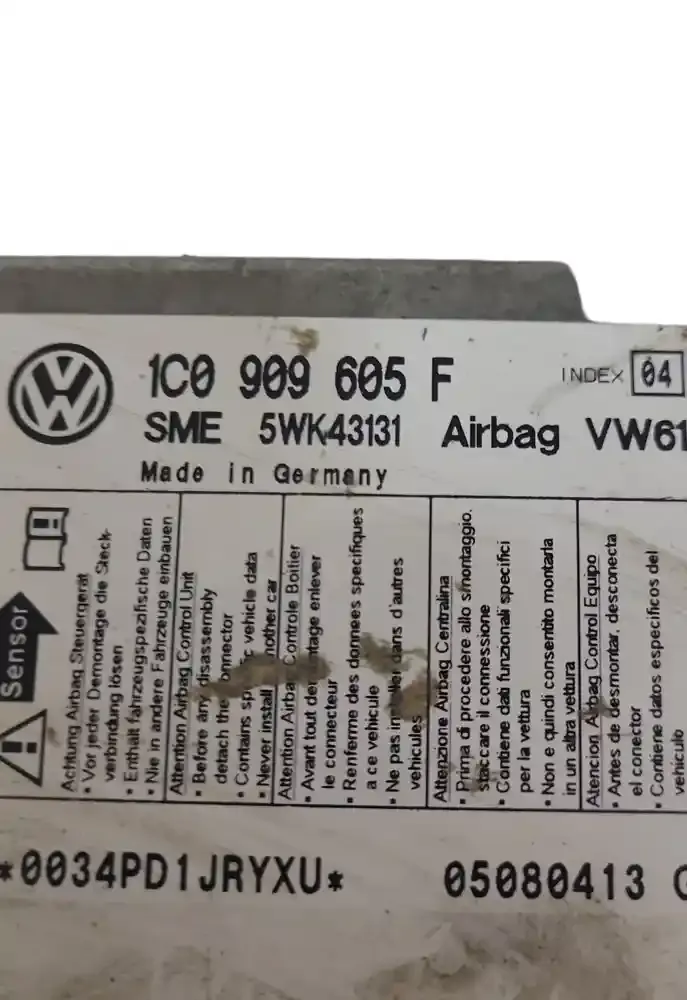 1C0 909 605 F INDEX 04
SME 5WK43131 Airbag VW61
Made in Germany
Sensor
Achtung Airbag Steuergerät
• Vor jeder Demontage die Steck-
verbindung lösen
• Enthält fahrzeugspezifische Daten
• Nie in andere Fahrzeuge einbauen
Attention Airbag Control Unit
• Before any disassembly
detach the connector
• Contains vehicle data
• Never install another car
Attention Airbag Controle Boitier
• Avant tout enlever
le connecteur
• Renferme des donnees specifiques
a ce vehicule
• Ne pas dans d'autres
vehicules
Attenzione Airbag Centralina
• Prima di procedere allo smontaggio.
staccare il connessione
• Contiene dati funzionali specifici
per la vettura
• Non e quindi consentito montarla
in un altra vettura
Atencion Airbag Control Equipo
• Antes de desmontar, desconecta
el conector
• Contiene datos especificos del
vehiculo
*0034PD1JRYXU* 05080413